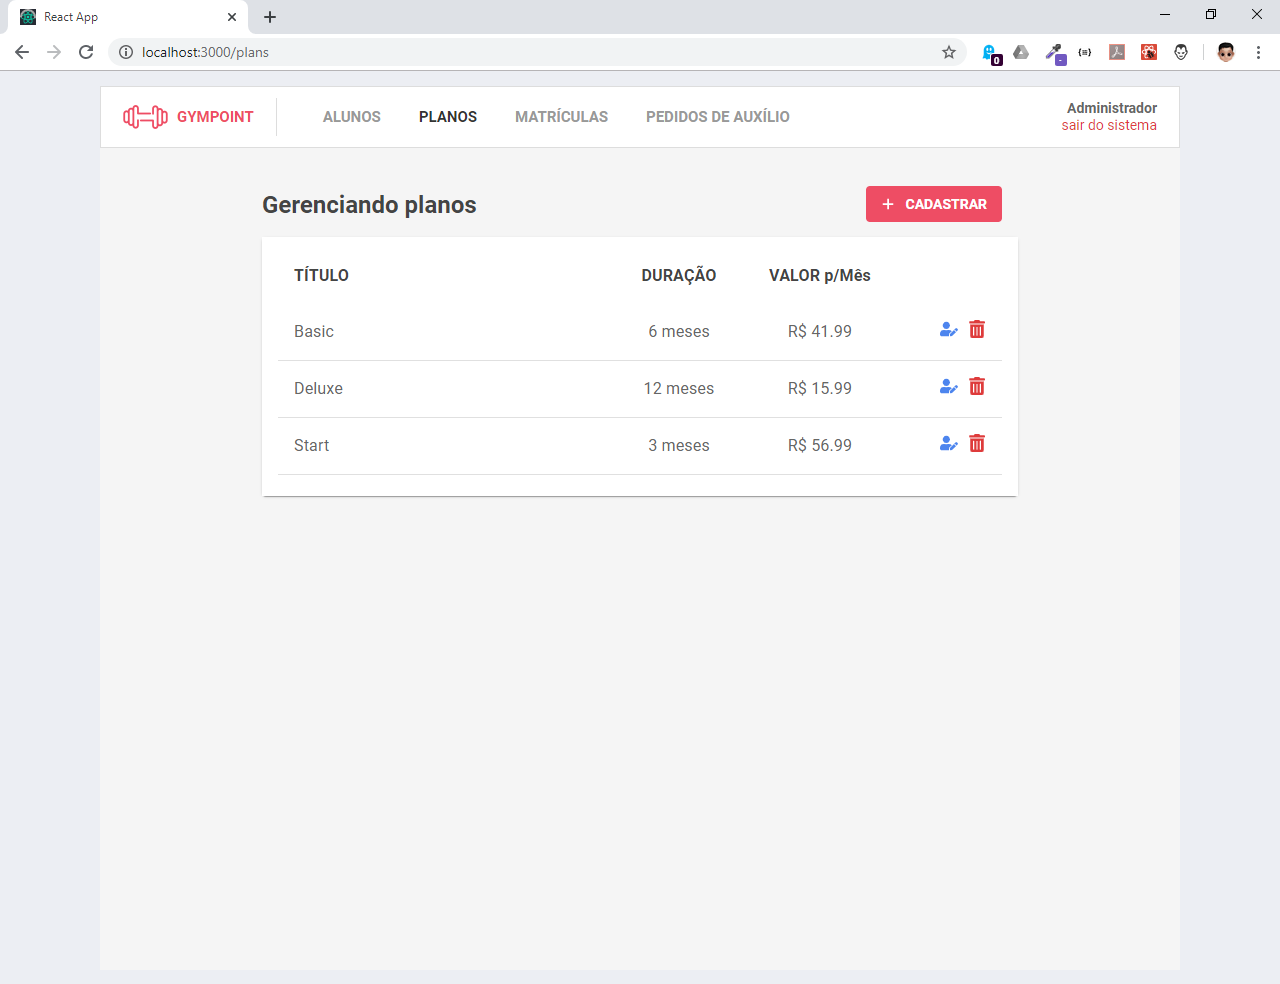 React App
localhost:3000/plans
0
-
GYMPOINT ALUNOS PLANOS MATRÍCULAS PEDIDOS DE AUXÍLIO
Administrador
sair do sistema
Gerenciando planos
+ CADASTRAR
TÍTULO DURAÇÃO VALOR p/Mês
Basic 6 meses R$ 41.99
Deluxe 12 meses R$ 15.99
Start 3 meses R$ 56.99